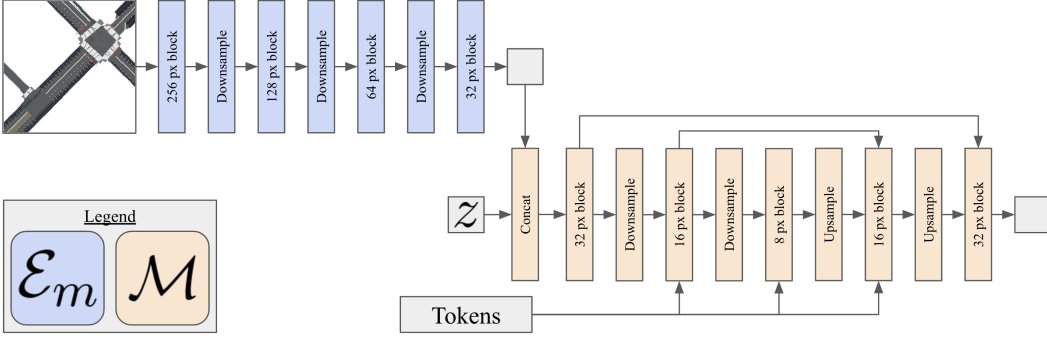 256 px block
Downsample
128 px block
Downsample
64 px block
Downsample
32 px block
z
Concat
32 px block
Downsample
16 px block
Downsample
8 px block
Upsample
16 px block
Upsample
32 px block
Legend
ℰm
ℳ
Tokens